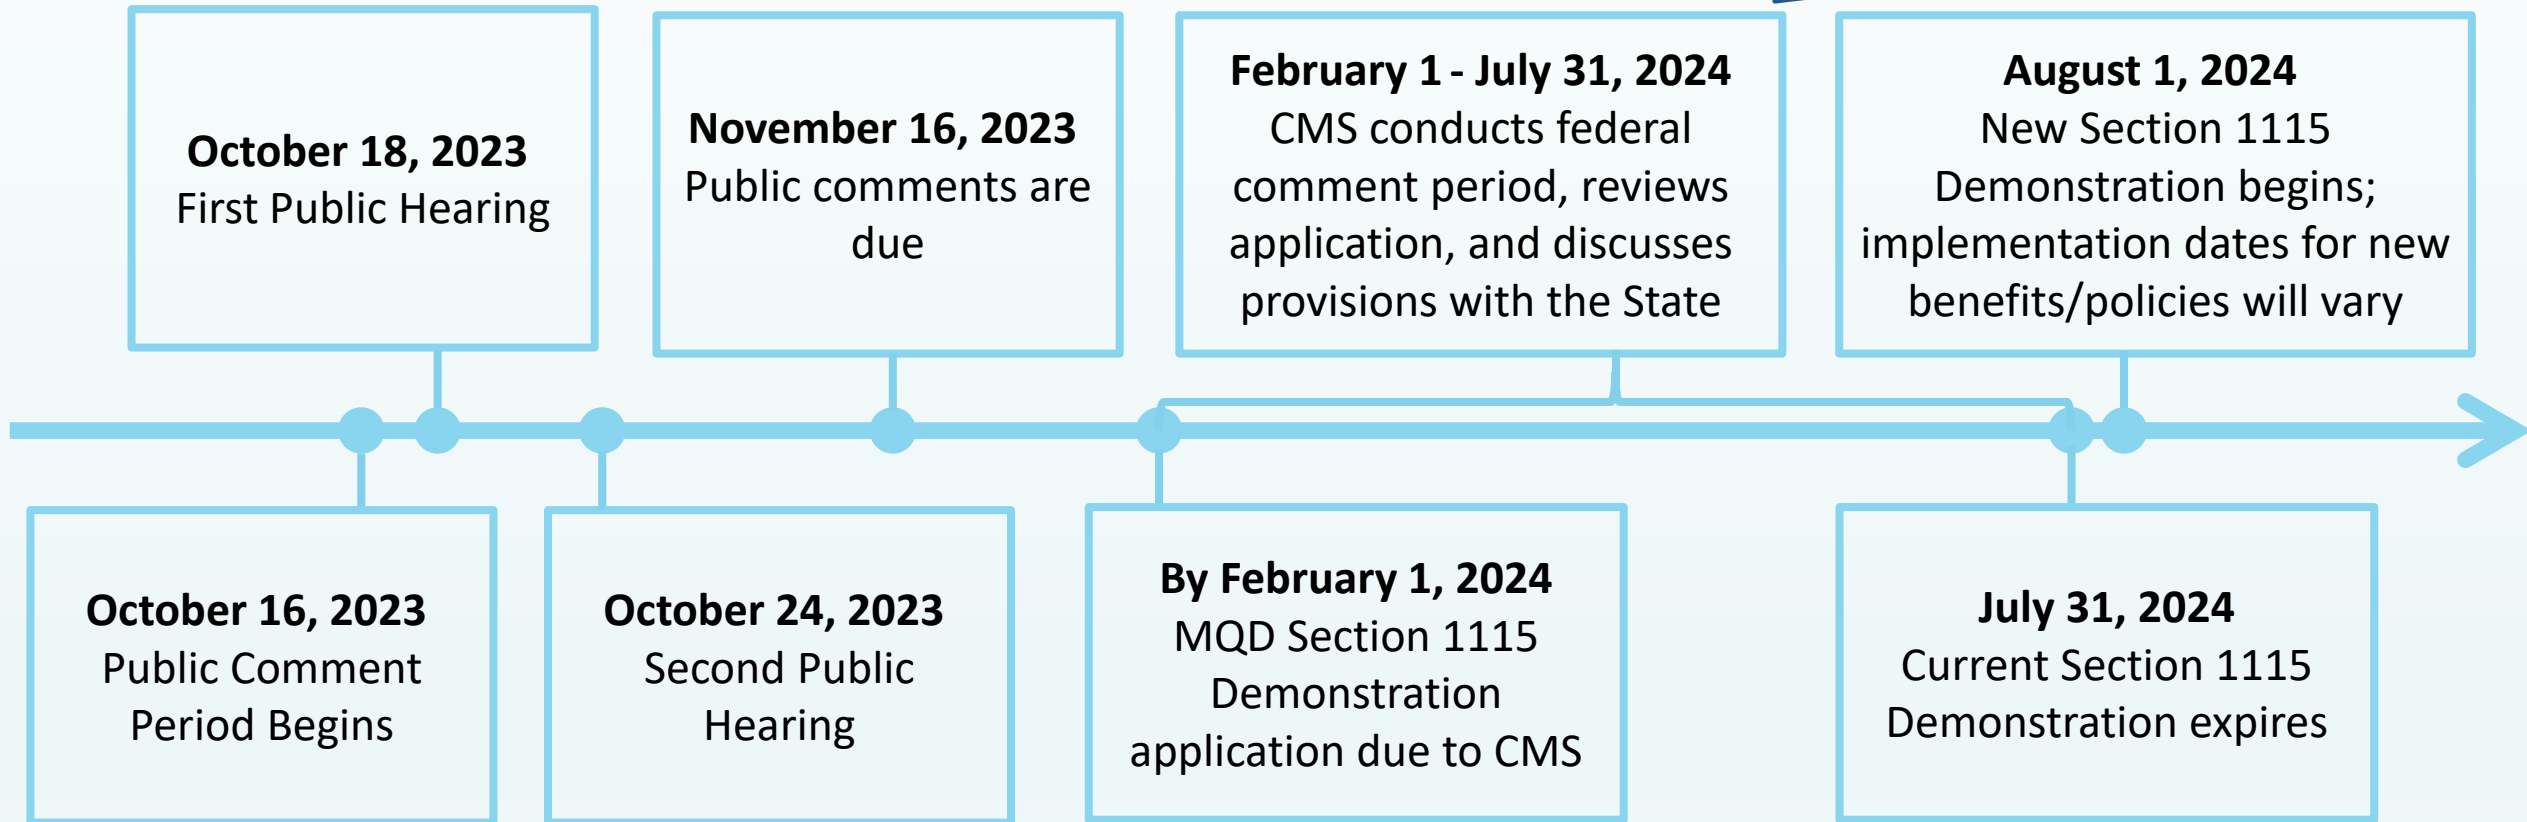 October 18, 2023
First Public Hearing
November 16, 2023
Public comments are
due
February 1 - July 31, 2024
CMS conducts federal
comment period, reviews
application, and discusses
provisions with the State
August 1, 2024
New Section 1115
Demonstration begins;
implementation dates for new
benefits/policies will vary
October 16, 2023
Public Comment
Period Begins
October 24, 2023
Second Public
Hearing
By February 1, 2024
MQD Section 1115
Demonstration
application due to CMS
July 31, 2024
Current Section 1115
Demonstration expires